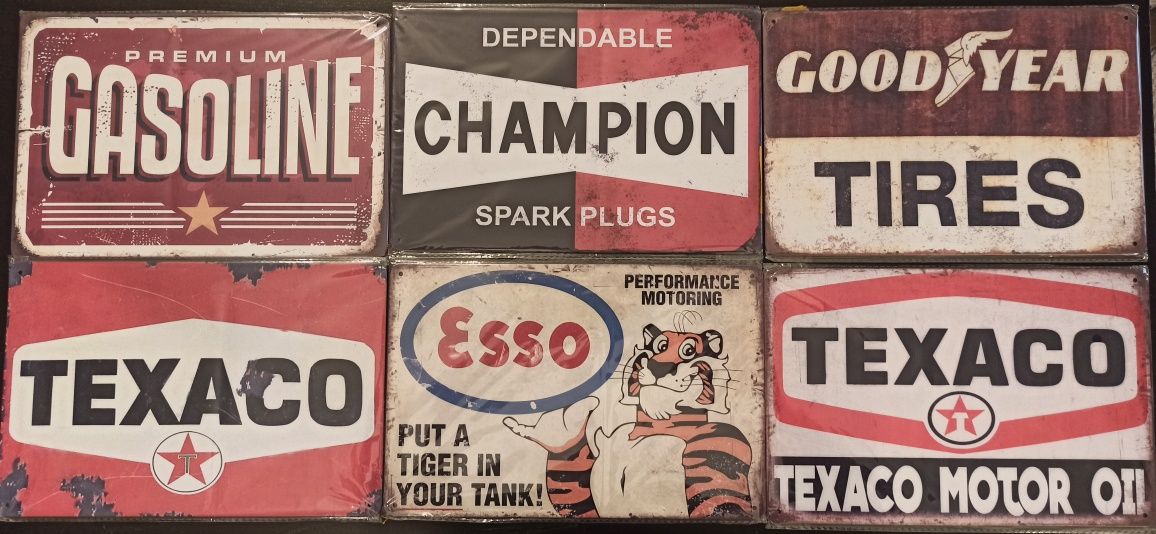 PREMIUM
GASOLINE
DEPENDABLE
CHAMPION
SPARK PLUGS
GOODYEAR
TIRES
TEXACO
T
Esso
PERFORMANCE
MOTORING
PUT A
TIGER IN
YOUR TANK!
TEXACO
T
TEXACO MOTOR OIL